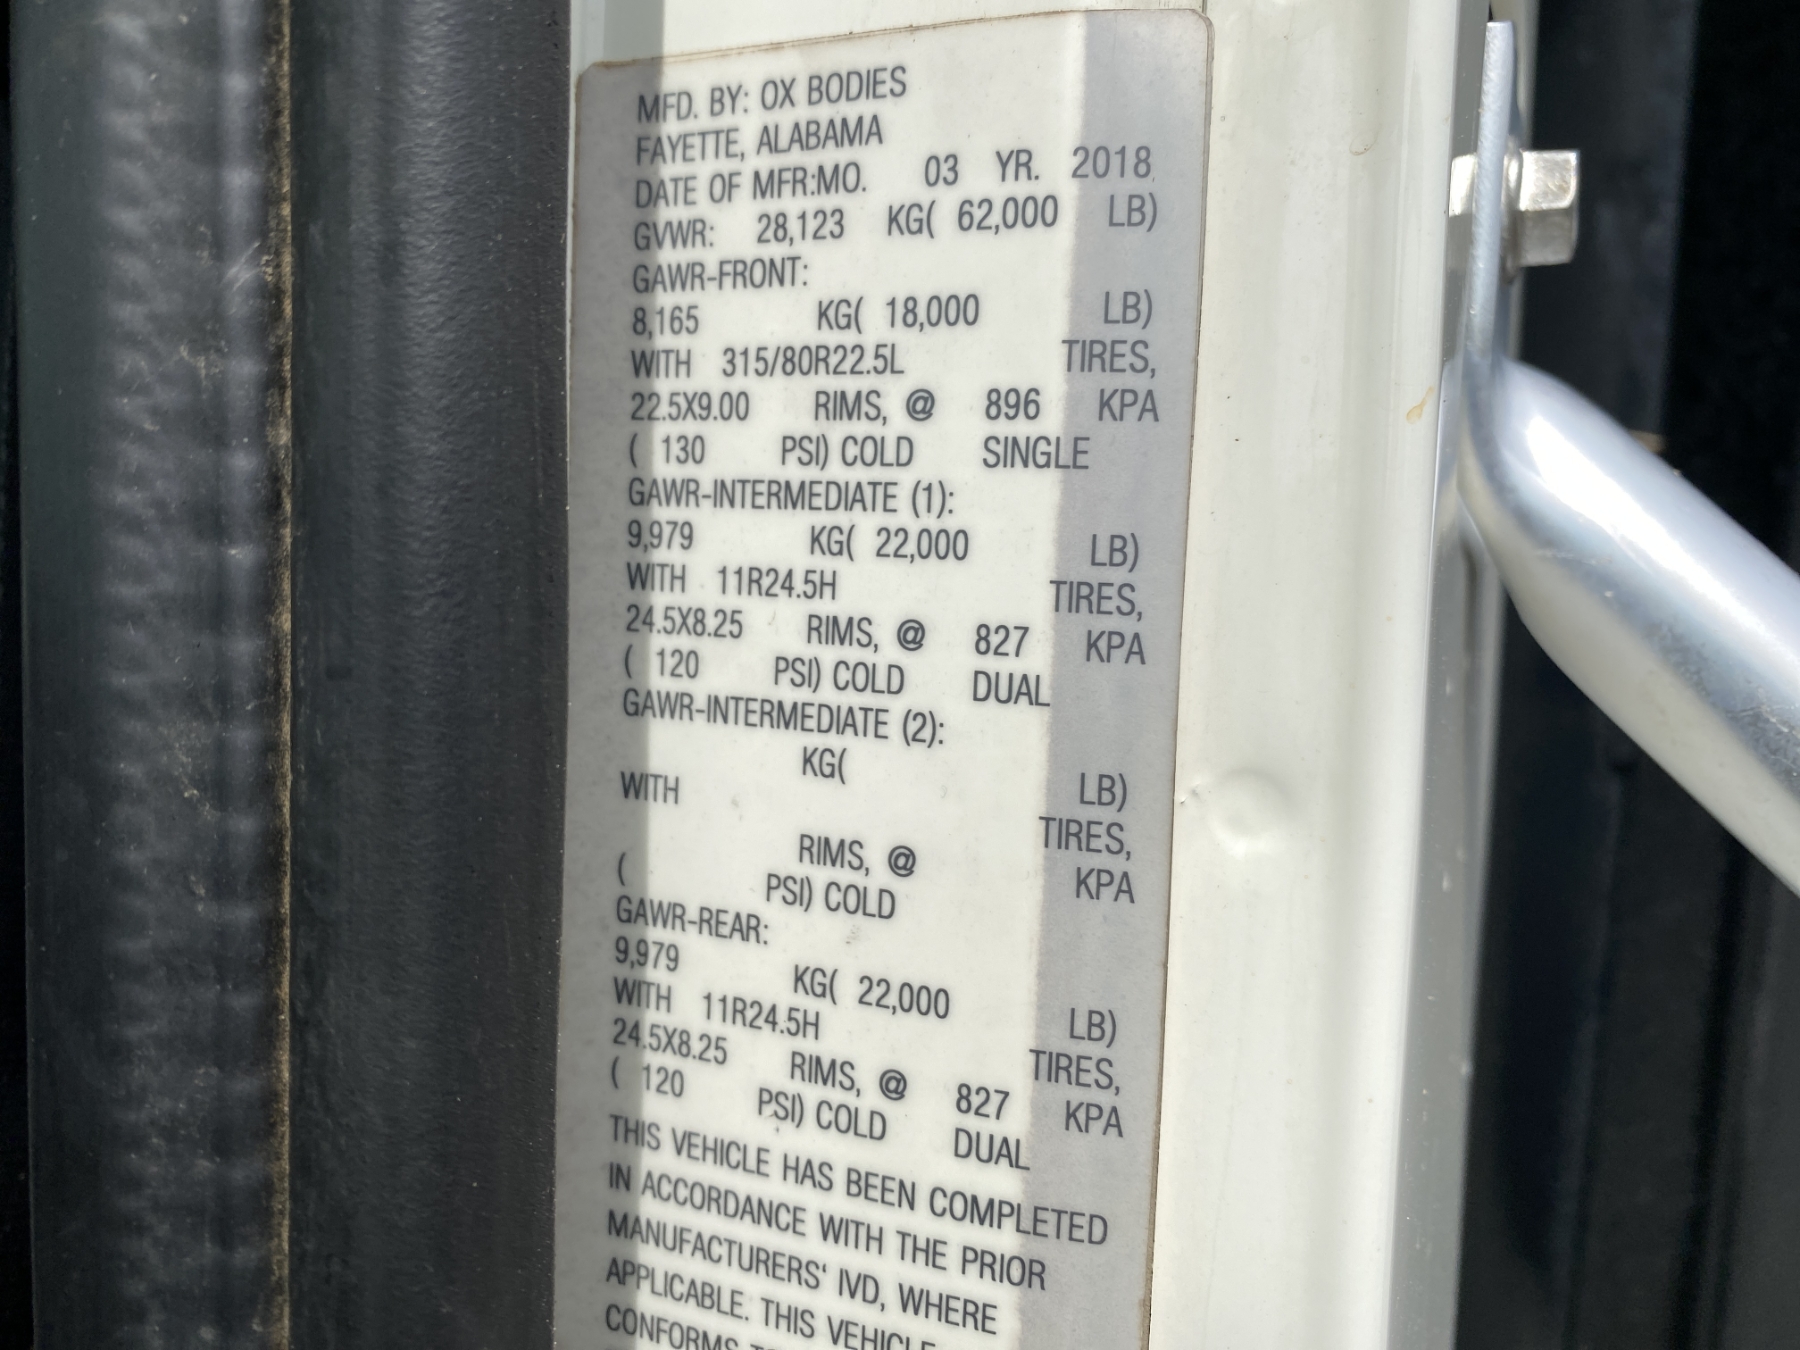 MFD. BY: OX BODIES
FAYETTE, ALABAMA
DATE OF MFR:MO. 03 YR. 2018
GVWR: 28,123 KG( 62,000 LB)
GAWR-FRONT:
8,165 KG( 18,000 LB)
WITH 315/80R22.5L TIRES,
22.5X9.00 RIMS, @ 896 KPA
( 130 PSI) COLD SINGLE
GAWR-INTERMEDIATE (1):
9,979 KG( 22,000 LB)
WITH 11R24.5H TIRES,
24.5X8.25 RIMS, @ 827 KPA
( 120 PSI) COLD DUAL
GAWR-INTERMEDIATE (2):
KG( LB)
WITH TIRES,
RIMS, @ KPA
( PSI) COLD
GAWR-REAR:
9,979 KG( 22,000 LB)
WITH 11R24.5H TIRES,
24.5X8.25 RIMS, @ 827 KPA
( 120 PSI) COLD DUAL
THIS VEHICLE HAS BEEN COMPLETED
IN ACCORDANCE WITH THE PRIOR
MANUFACTURERS' IVD, WHERE
APPLICABLE. THIS VEHICLE
CONFORMS